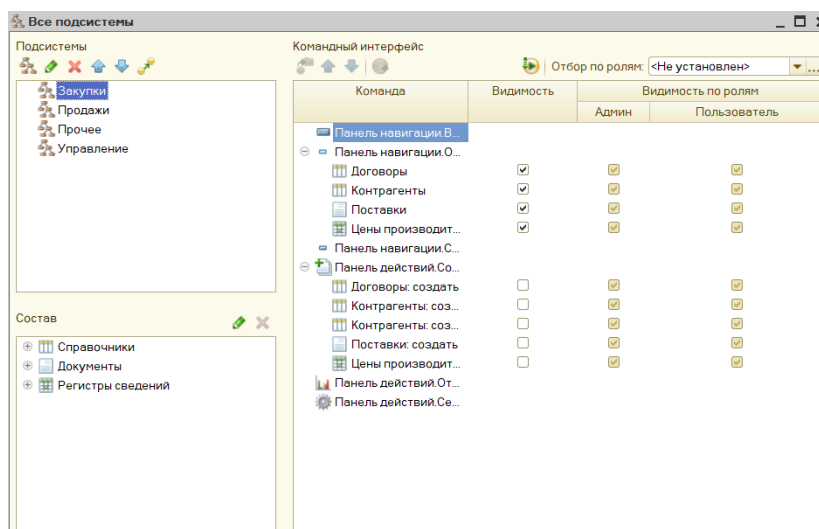 Все подсистемы
Подсистемы
Закупки
Продажи
Прочее
Управление
Состав
Справочники
Документы
Регистры сведений
Командный интерфейс
Отбор по ролям: <Не установлен>
Команда Видимость Видимость по ролям
Админ Пользователь
Панель навигации.В...
Панель навигации.О...
Договоры
Контрагенты
Поставки
Цены производит...
Панель навигации.С...
Панель действий.Со...
Договоры: создать
Контрагенты: соз...
Контрагенты: соз...
Поставки: создать
Цены производит...
Панель действий.От...
Панель действий.Се...